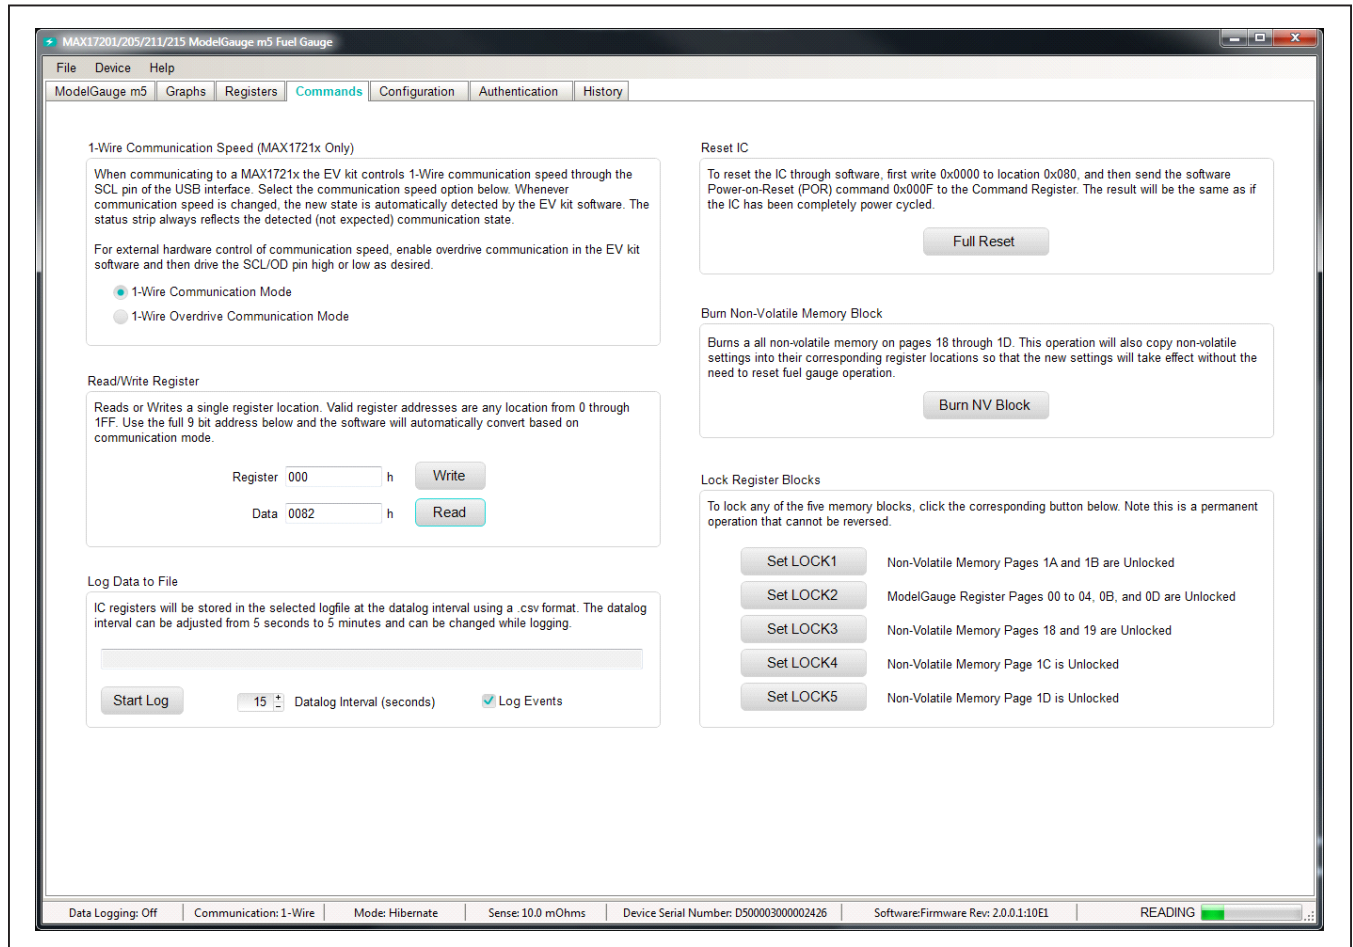 MAX17201/205/211/215 ModelGauge m5 Fuel Gauge
File Device Help
ModelGauge m5 Graphs Registers Commands Configuration Authentication History
1-Wire Communication Speed (MAX1721x Only)
When communicating to a MAX1721x the EV kit controls 1-Wire communication speed through the
SCL pin of the USB interface. Select the communication speed option below. Whenever
communication speed is changed, the new state is automatically detected by the EV kit software. The
status strip always reflects the detected (not expected) communication state.
For external hardware control of communication speed, enable overdrive communication in the EV kit
software and then drive the SCL/OD pin high or low as desired.
1-Wire Communication Mode
1-Wire Overdrive Communication Mode
Read/Write Register
Reads or Writes a single register location. Valid register addresses are any location from 0 through
1FF. Use the full 9 bit address below and the software will automatically convert based on
communication mode.
Register 000 h Write
Data 0082 h Read
Log Data to File
IC registers will be stored in the selected logfile at the datalog interval using a .csv format. The datalog
interval can be adjusted from 5 seconds to 5 minutes and can be changed while logging.
Start Log 15 Datalog Interval (seconds) Log Events
Reset IC
To reset the IC through software, first write 0x0000 to location 0x080, and then send the software
Power-on-Reset (POR) command 0x000F to the Command Register. The result will be the same as if
the IC has been completely power cycled.
Full Reset
Burn Non-Volatile Memory Block
Burns a all non-volatile memory on pages 18 through 1D. This operation will also copy non-volatile
settings into their corresponding register locations so that the new settings will take effect without the
need to reset fuel gauge operation.
Burn NV Block
Lock Register Blocks
To lock any of the five memory blocks, click the corresponding button below. Note this is a permanent
operation that cannot be reversed.
Set LOCK1 Non-Volatile Memory Pages 1A and 1B are Unlocked
Set LOCK2 ModelGauge Register Pages 00 to 04, 0B, and 0D are Unlocked
Set LOCK3 Non-Volatile Memory Pages 18 and 19 are Unlocked
Set LOCK4 Non-Volatile Memory Page 1C is Unlocked
Set LOCK5 Non-Volatile Memory Page 1D is Unlocked
Data Logging: Off Communication: 1-Wire Mode: Hibernate Sense: 10.0 mOhms Device Serial Number: D500003000002426 Software:Firmware Rev: 2.0.0.1:10E1 READING